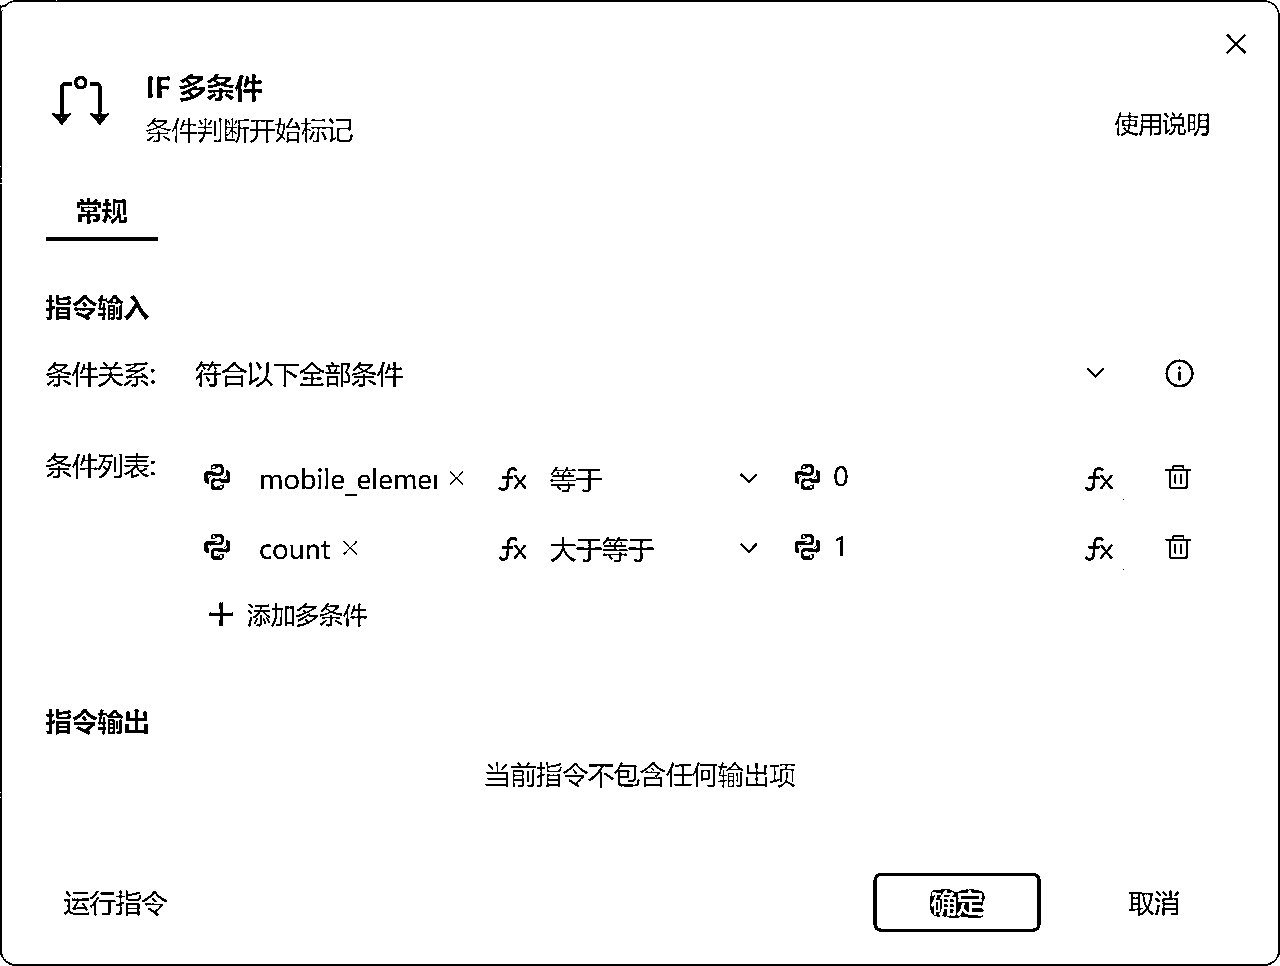 IF 多条件
条件判断开始标记
使用说明
常规
指令输入
条件关系: 符合以下全部条件
条件列表: mobile_elemer × fx 等于 0 fx
count × fx 大于等于 1 fx
+ 添加多条件
指令输出
当前指令不包含任何输出项
运行指令 确定 取消